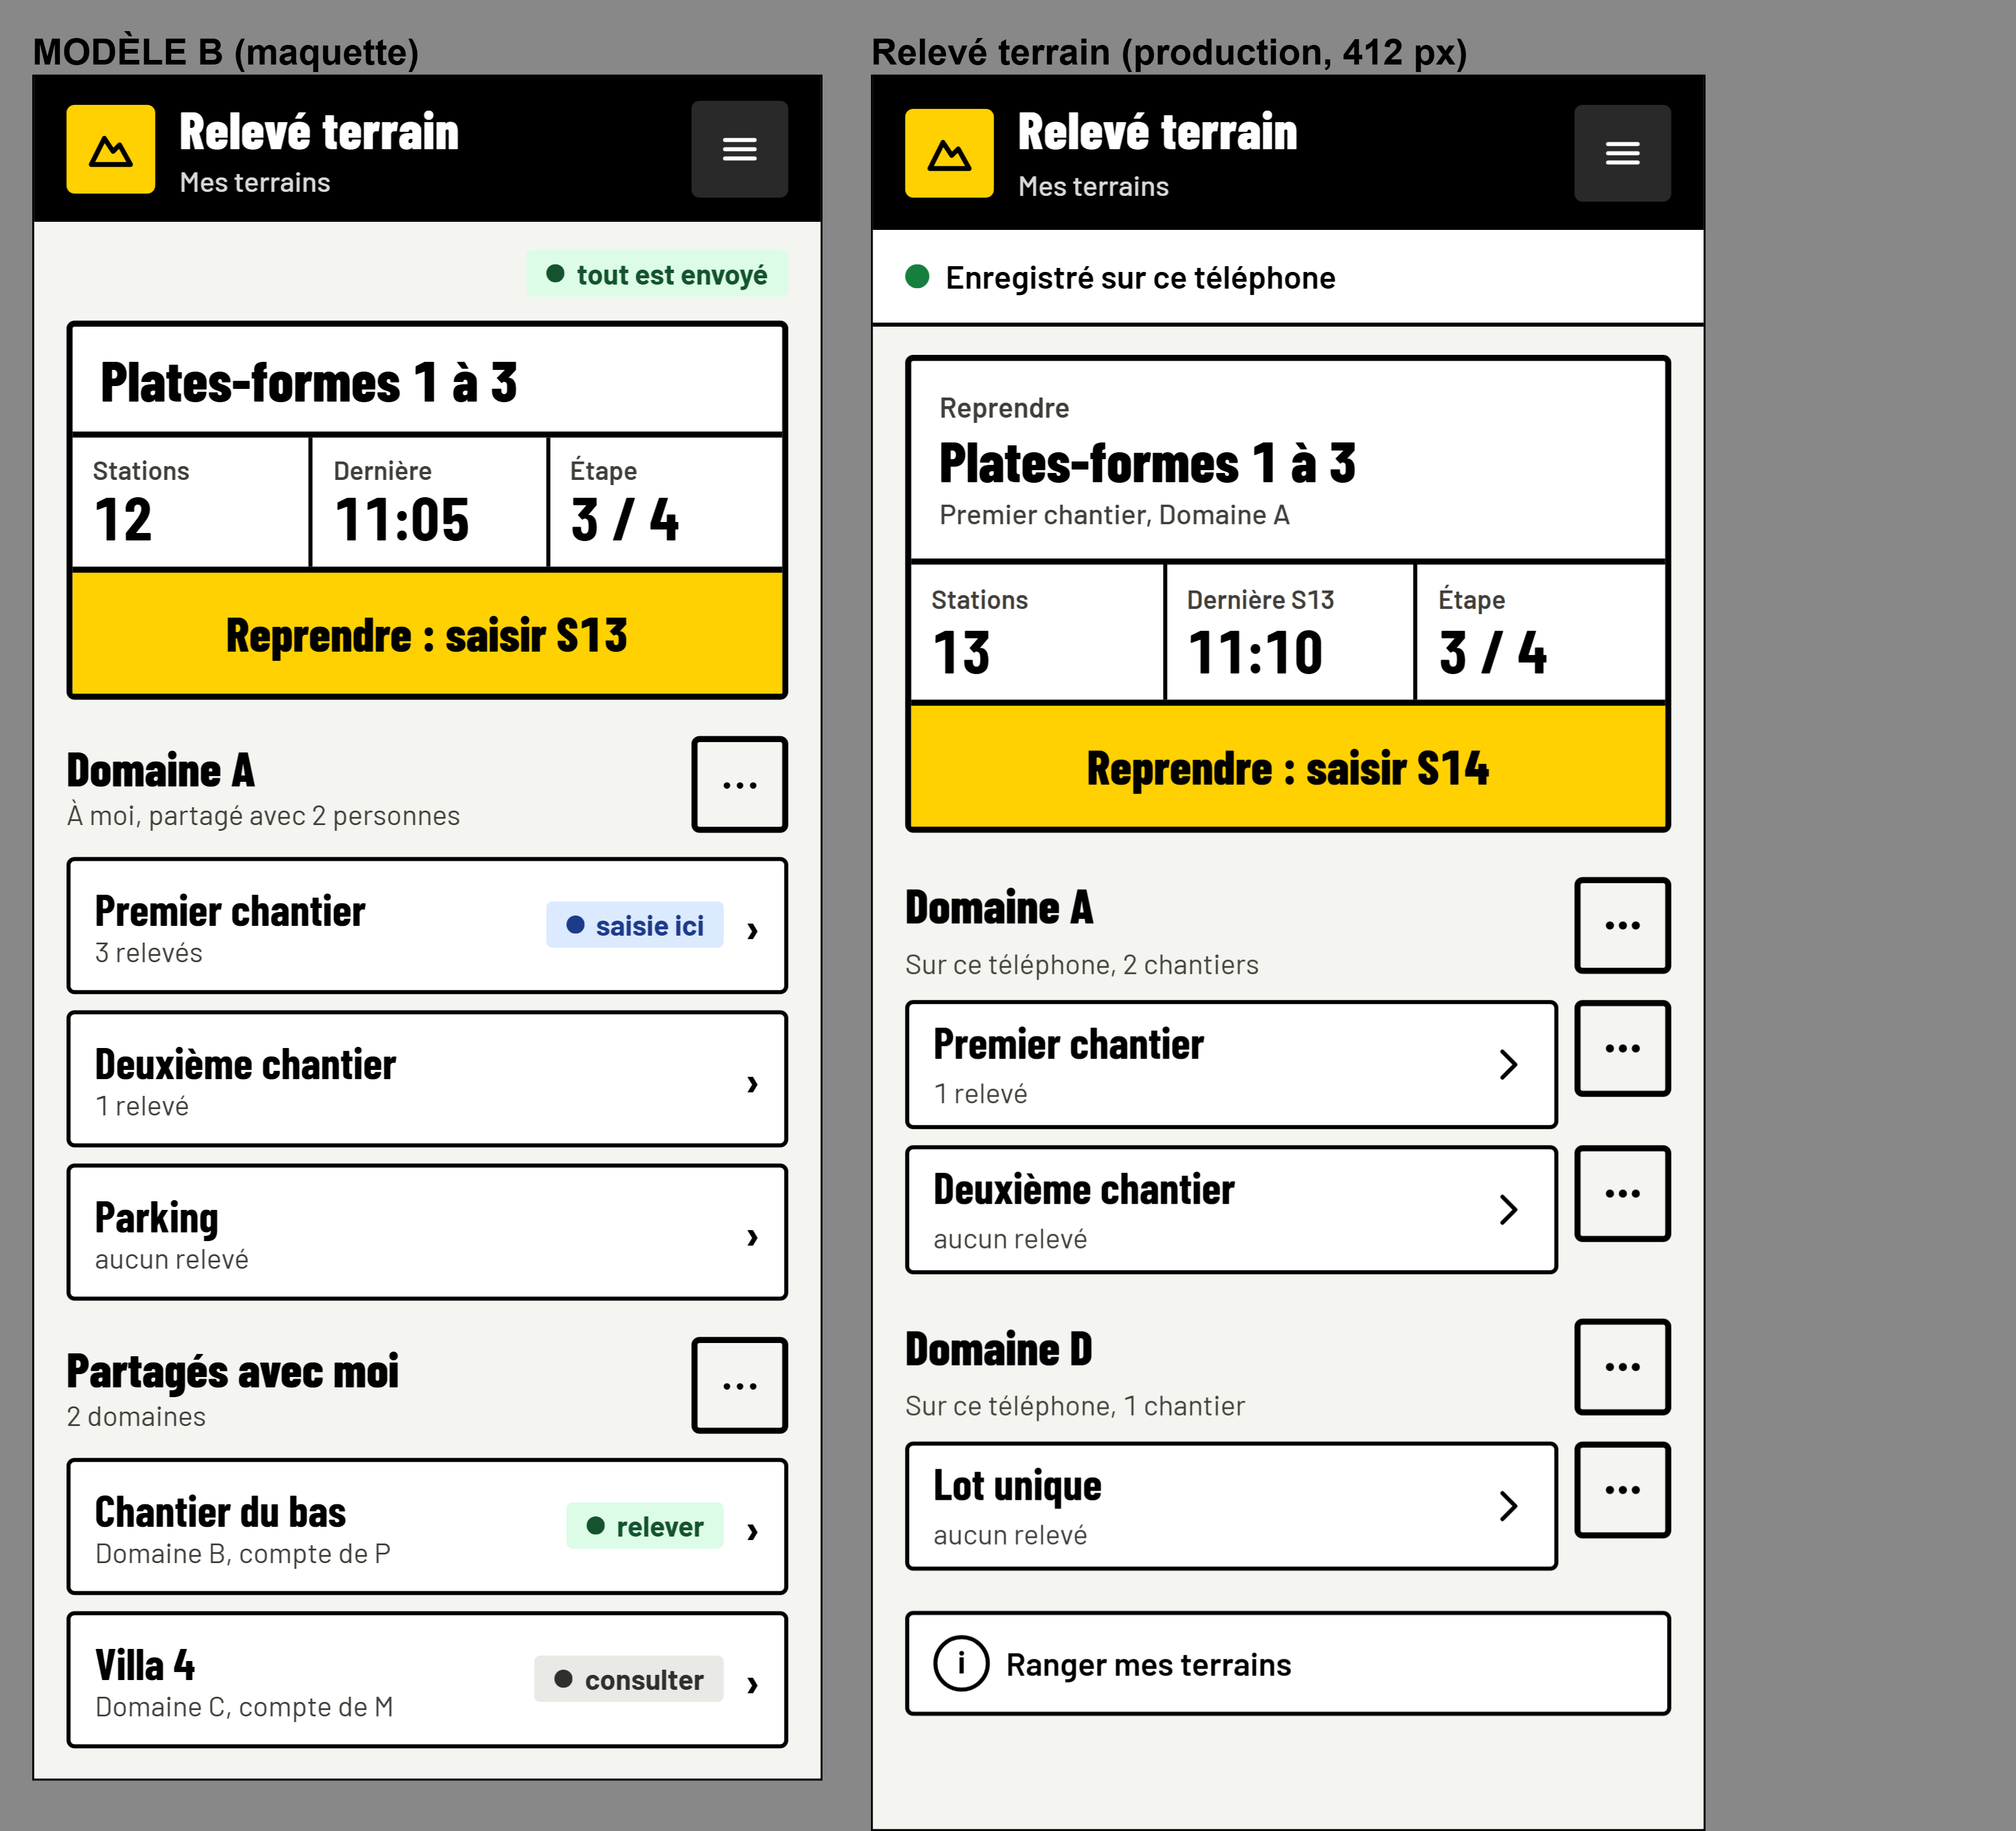 MODÈLE B (maquette)
Relevé terrain
Mes terrains
tout est envoyé
Plates-formes 1 à 3
Stations
12
Dernière
11:05
Étape
3 / 4
Reprendre : saisir S13
Domaine A
À moi, partagé avec 2 personnes
Premier chantier
3 relevés
saisie ici
Deuxième chantier
1 relevé
Parking
aucun relevé
Partagés avec moi
2 domaines
Chantier du bas
Domaine B, compte de P
relever
Villa 4
Domaine C, compte de M
consulter
Relevé terrain (production, 412 px)
Relevé terrain
Mes terrains
Enregistré sur ce téléphone
Reprendre
Plates-formes 1 à 3
Premier chantier, Domaine A
Stations
13
Dernière S13
11:10
Étape
3 / 4
Reprendre : saisir S14
Domaine A
Sur ce téléphone, 2 chantiers
Premier chantier
1 relevé
Deuxième chantier
aucun relevé
Domaine D
Sur ce téléphone, 1 chantier
Lot unique
aucun relevé
Ranger mes terrains